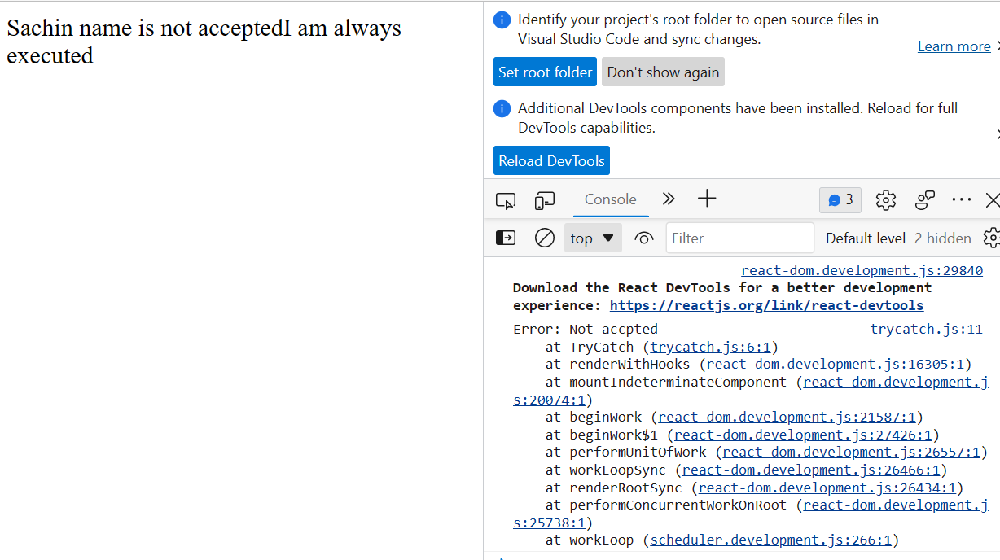 Sachin name is not acceptedI am always
executed
Identify your project's root folder to open source files in
Visual Studio Code and sync changes.
Learn more
Set root folder
Don't show again
Additional DevTools components have been installed. Reload for full
DevTools capabilities.
Reload DevTools
Console
3
top
Filter
Default level
2 hidden
react-dom.development.js:29840
Download the React DevTools for a better development
experience: https://reactjs.org/link/react-devtools
Error: Not accpted trycatch.js:11
at TryCatch (trycatch.js:6:1)
at renderWithHooks (react-dom.development.js:16305:1)
at mountIndeterminateComponent (react-dom.development.j
s:20074:1)
at beginWork (react-dom.development.js:21587:1)
at beginWork$1 (react-dom.development.js:27426:1)
at performUnitOfWork (react-dom.development.js:26557:1)
at workLoopSync (react-dom.development.js:26466:1)
at renderRootSync (react-dom.development.js:26434:1)
at performConcurrentWorkOnRoot (react-dom.development.j
s:25738:1)
at workLoop (scheduler.development.js:266:1)